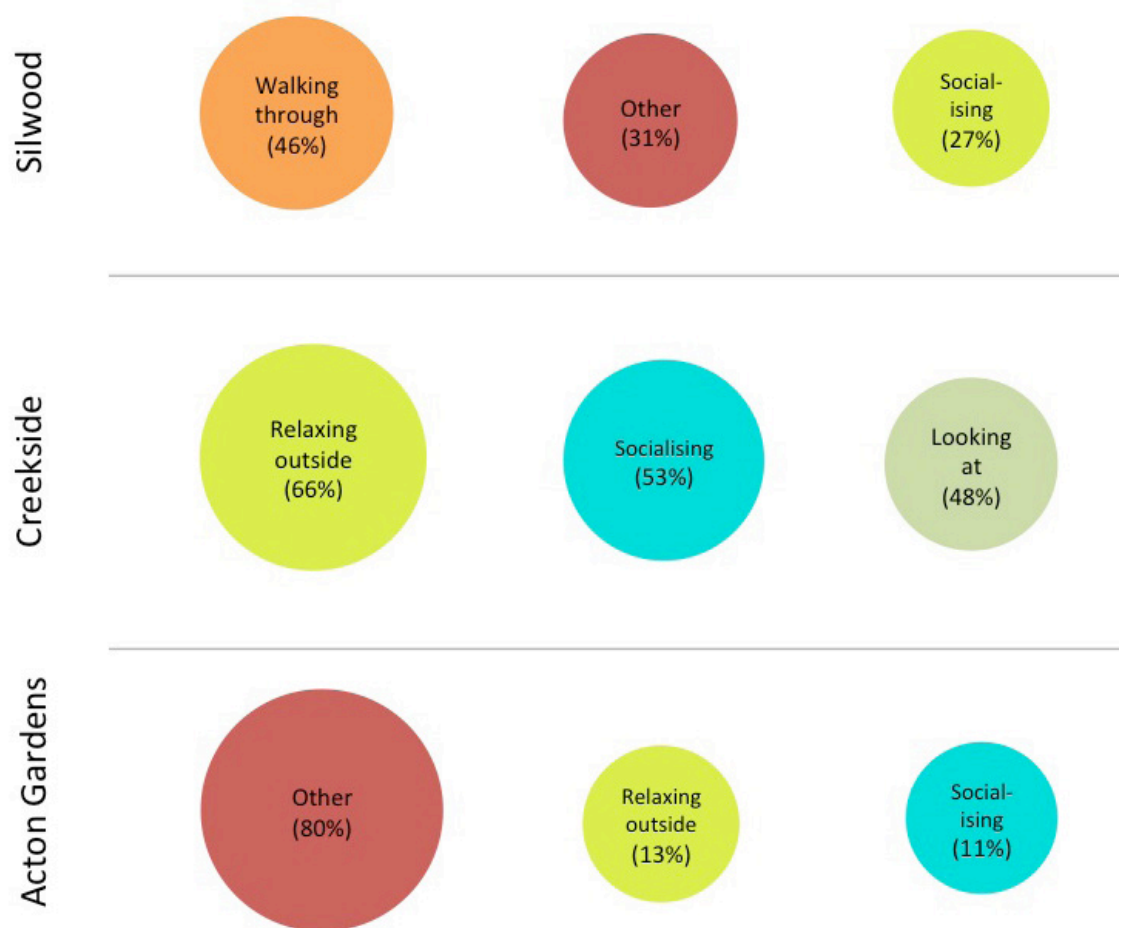 Silwood
Walking
through
(46%)
Other
(31%)
Social-
ising
(27%)
Creekside
Relaxing
outside
(66%)
Socialising
(53%)
Looking
at
(48%)
Acton Gardens
Other
(80%)
Relaxing
outside
(13%)
Social-
ising
(11%)